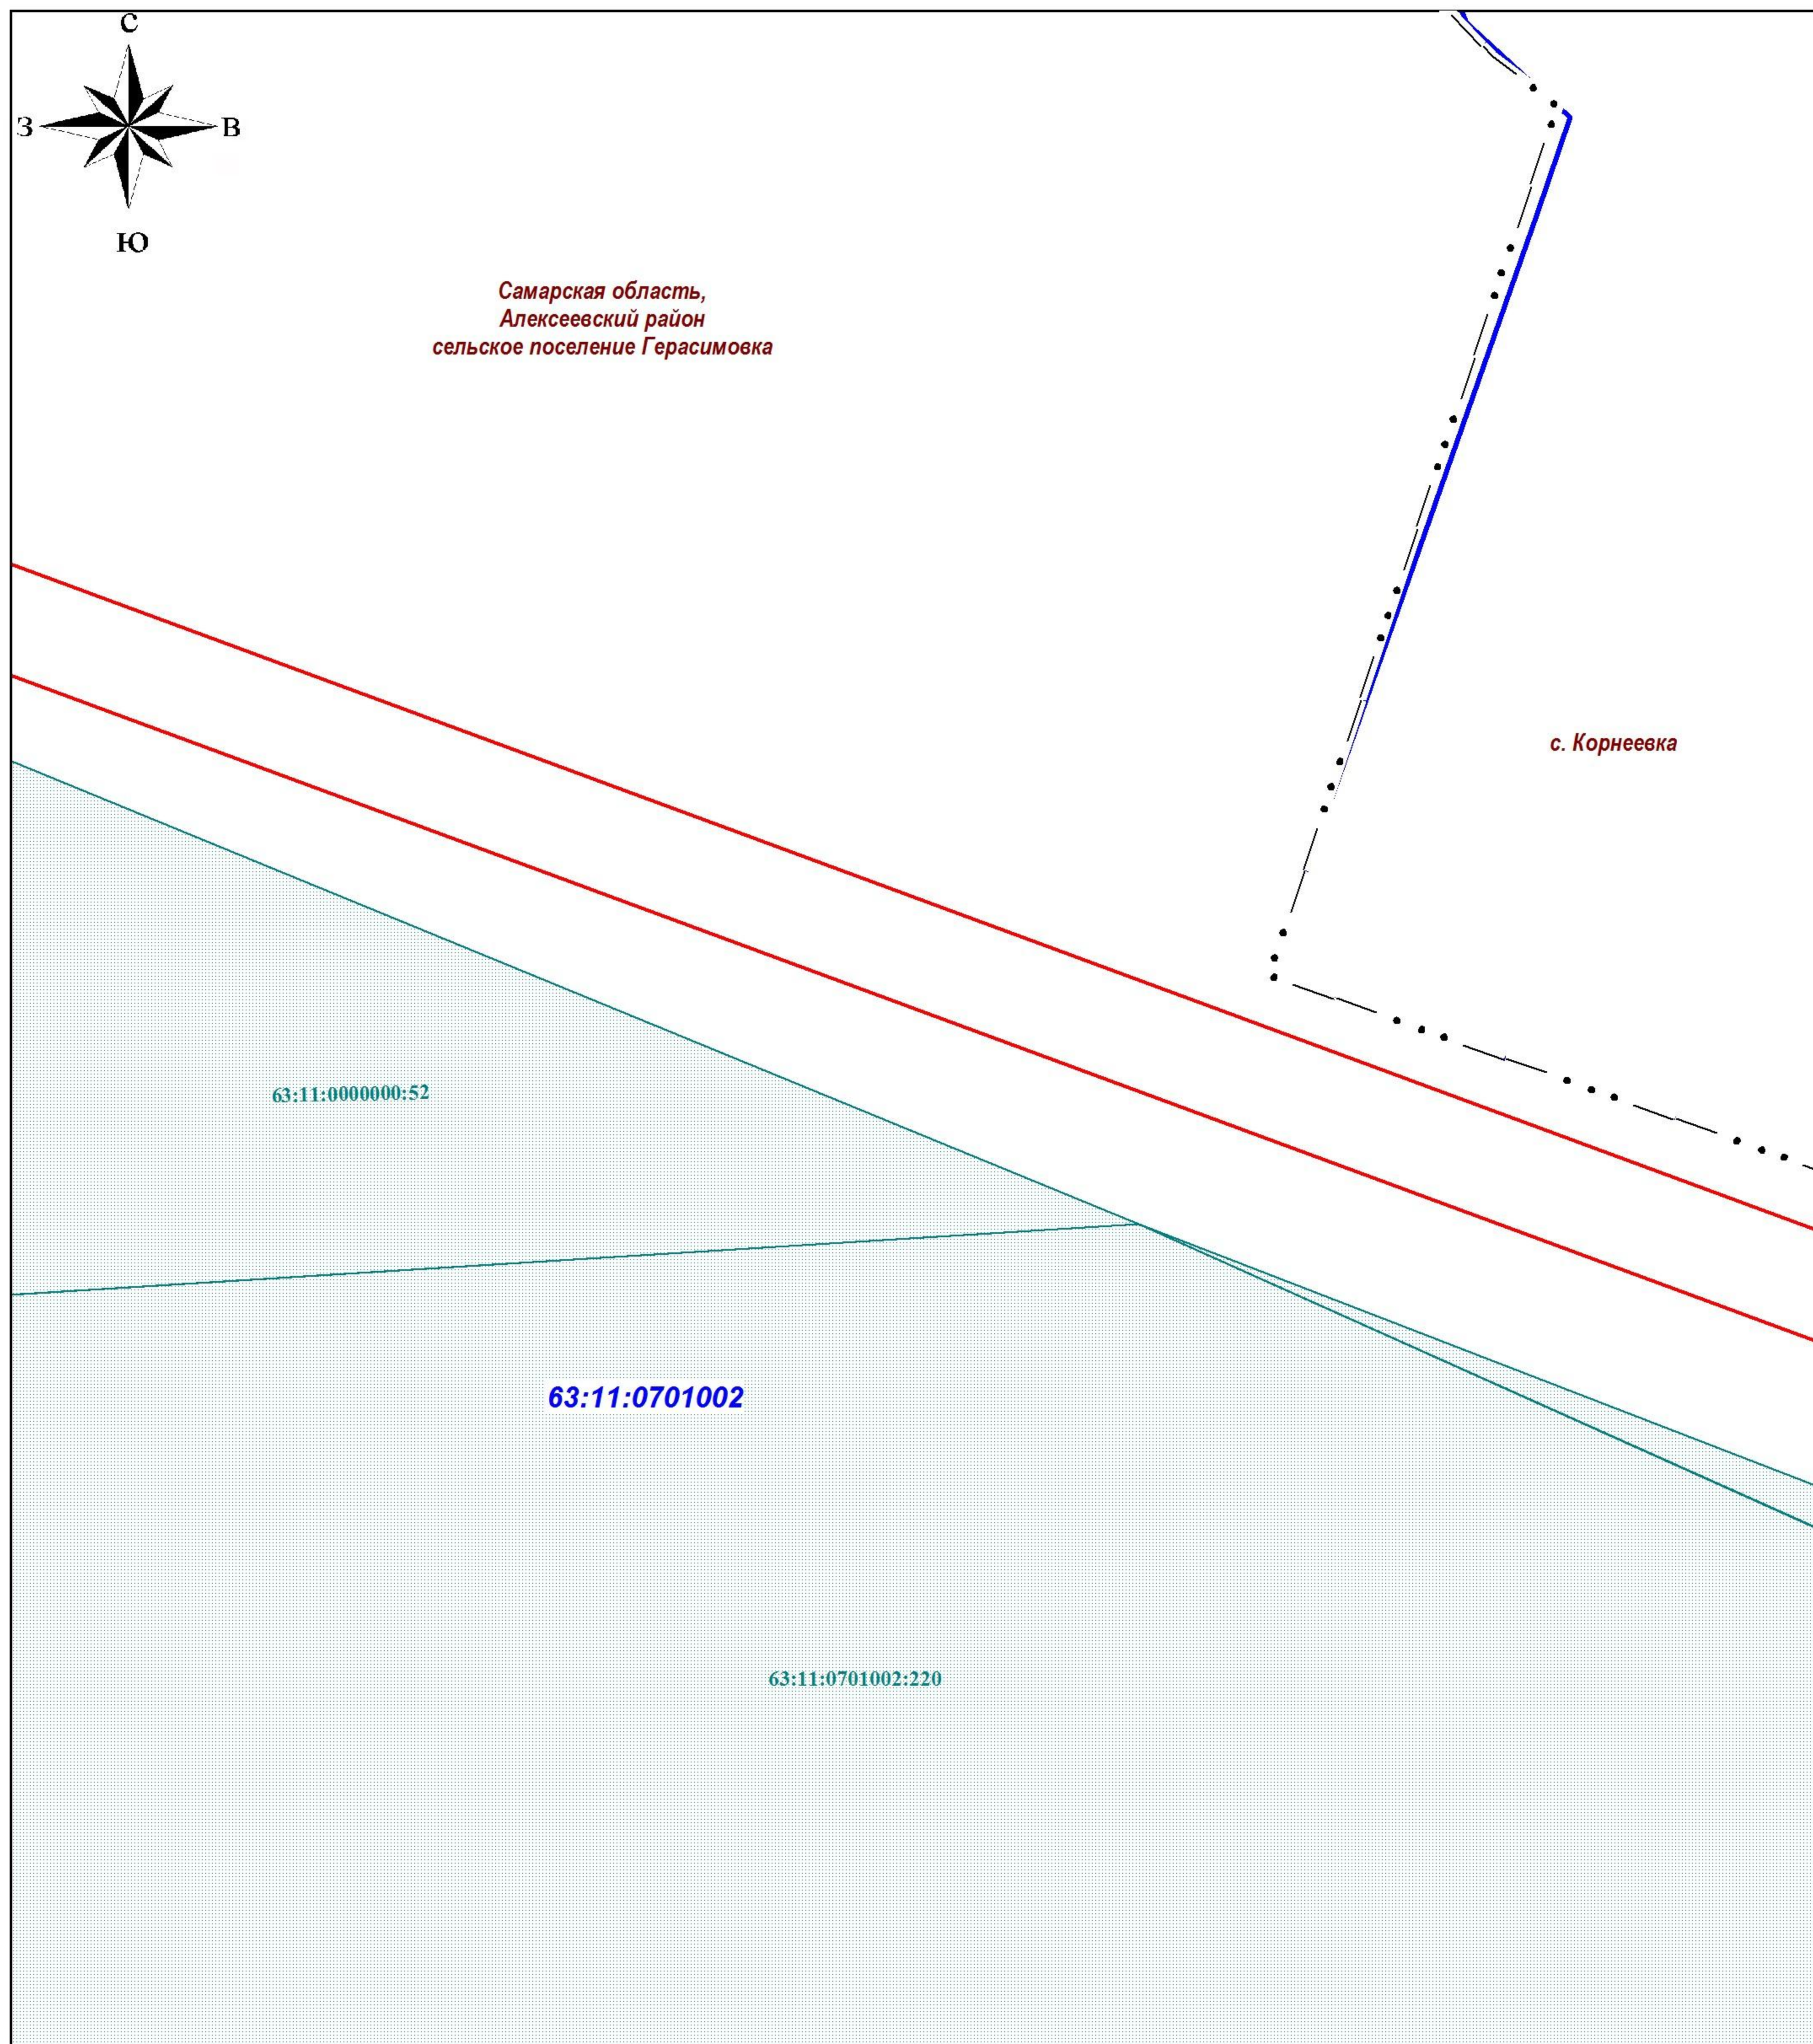 С
З
В
Ю
Самарская область,
Алексеевский район
сельское поселение Герасимовка
с. Корнеевка
63:11:0000000:52
63:11:0701002
63:11:0701002:220